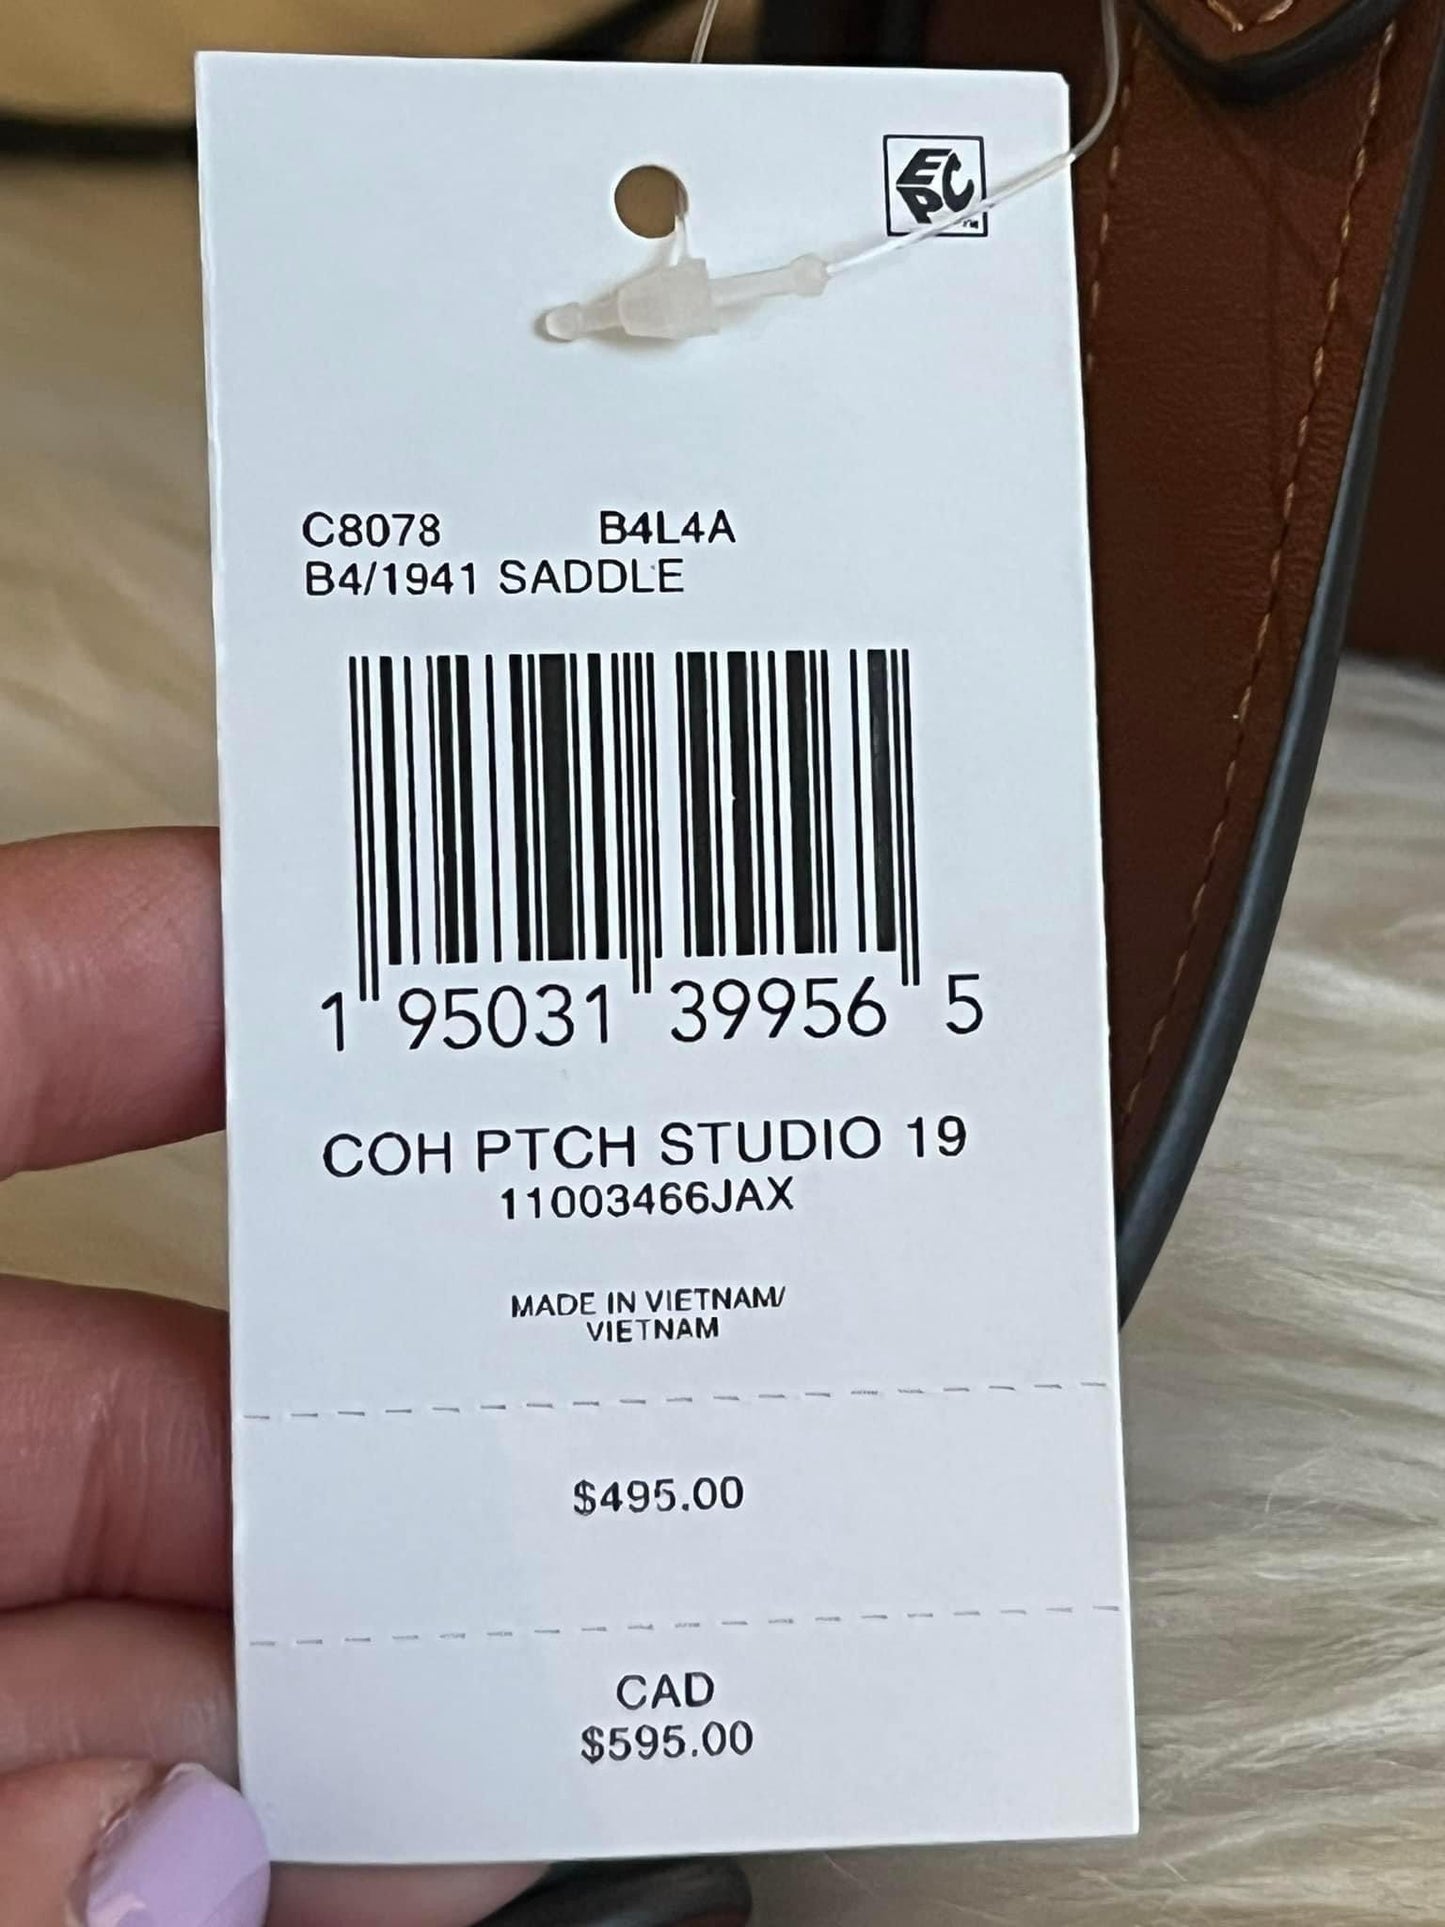 EPC™
C8078 B4L4A
B4/1941 SADDLE
1 95031 39956 5
COH PTCH STUDIO 19
11003466JAX
MADE IN VIETNAM/
VIETNAM
$495.00
CAD
$595.00